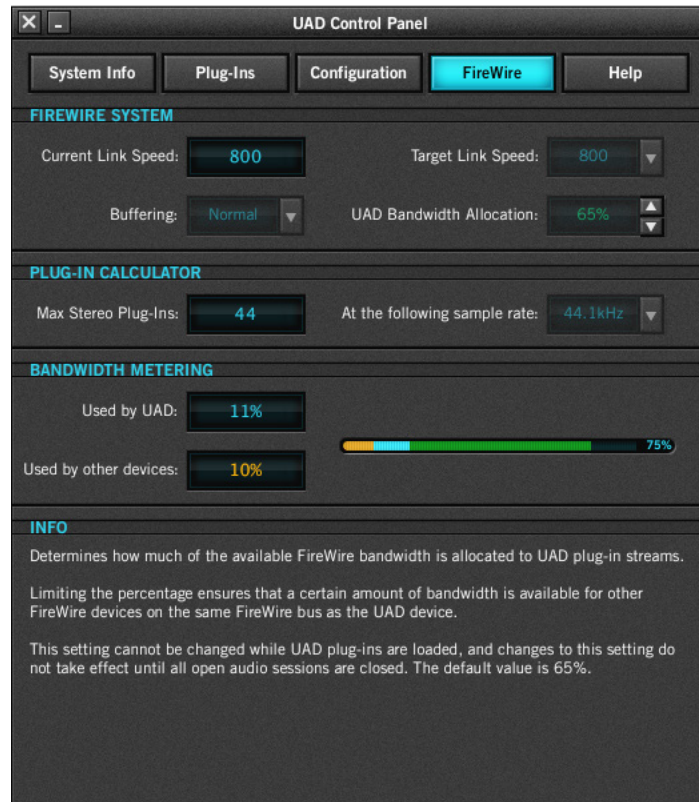 UAD Control Panel
System Info
Plug-Ins
Configuration
FireWire
Help
FIREWIRE SYSTEM
Current Link Speed: 800
Target Link Speed: 800
Buffering: Normal
UAD Bandwidth Allocation: 65%
PLUG-IN CALCULATOR
Max Stereo Plug-Ins: 44
At the following sample rate: 44.1kHz
BANDWIDTH METERING
Used by UAD: 11%
75%
Used by other devices: 10%
INFO
Determines how much of the available FireWire bandwidth is allocated to UAD plug-in streams.
Limiting the percentage ensures that a certain amount of bandwidth is available for other
FireWire devices on the same FireWire bus as the UAD device.
This setting cannot be changed while UAD plug-ins are loaded, and changes to this setting do
not take effect until all open audio sessions are closed. The default value is 65%.